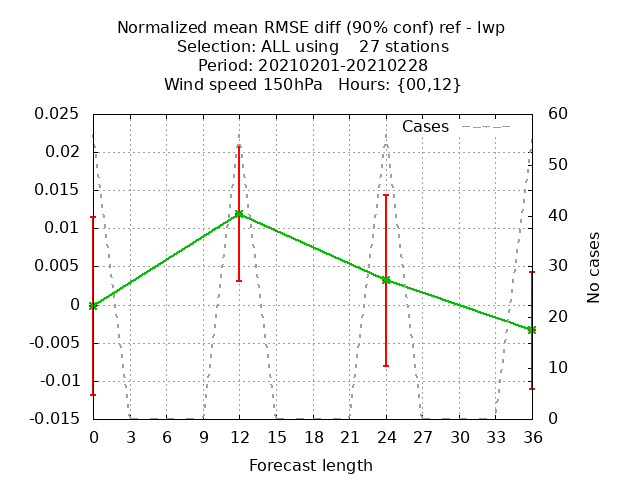 Normalized mean RMSE diff (90% conf) ref - lwp
Selection: ALL using    27 stations
Period: 20210201-20210228
Wind speed 150hPa   Hours: {00,12}
Cases
0.025
0.02
0.015
0.01
0.005
0
-0.005
-0.01
-0.015
60
50
40
30
20
10
0
No cases
0 3 6 9 12 15 18 21 24 27 30 33 36
Forecast length